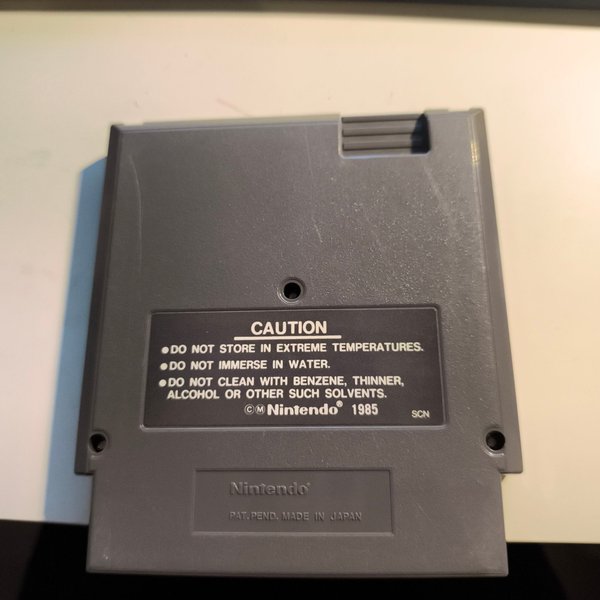 CAUTION
●DO NOT STORE IN EXTREME TEMPERATURES.
●DO NOT IMMERSE IN WATER.
●DO NOT CLEAN WITH BENZENE, THINNER,
ALCOHOL OR OTHER SUCH SOLVENTS.
©Ⓜ Nintendo® 1985 SCN
Nintendo®
PAT. PEND. MADE IN JAPAN